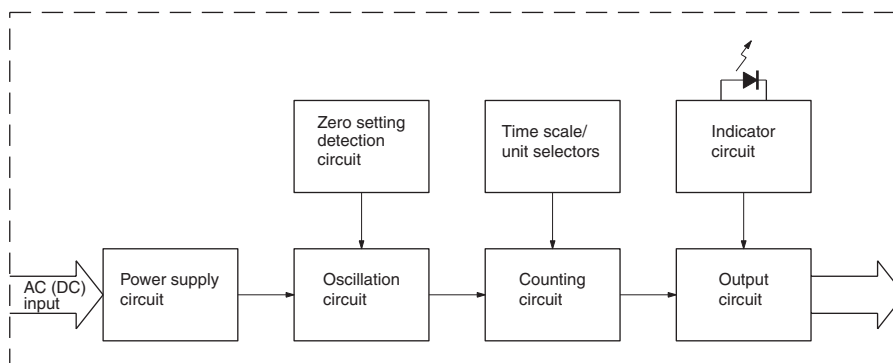 Zero setting
detection
circuit
Time scale/
unit selectors
Indicator
circuit
AC (DC)
input
Power supply
circuit
Oscillation
circuit
Counting
circuit
Output
circuit